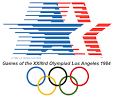 Games of the XXIIIrd Olympiad Los Angeles 1984